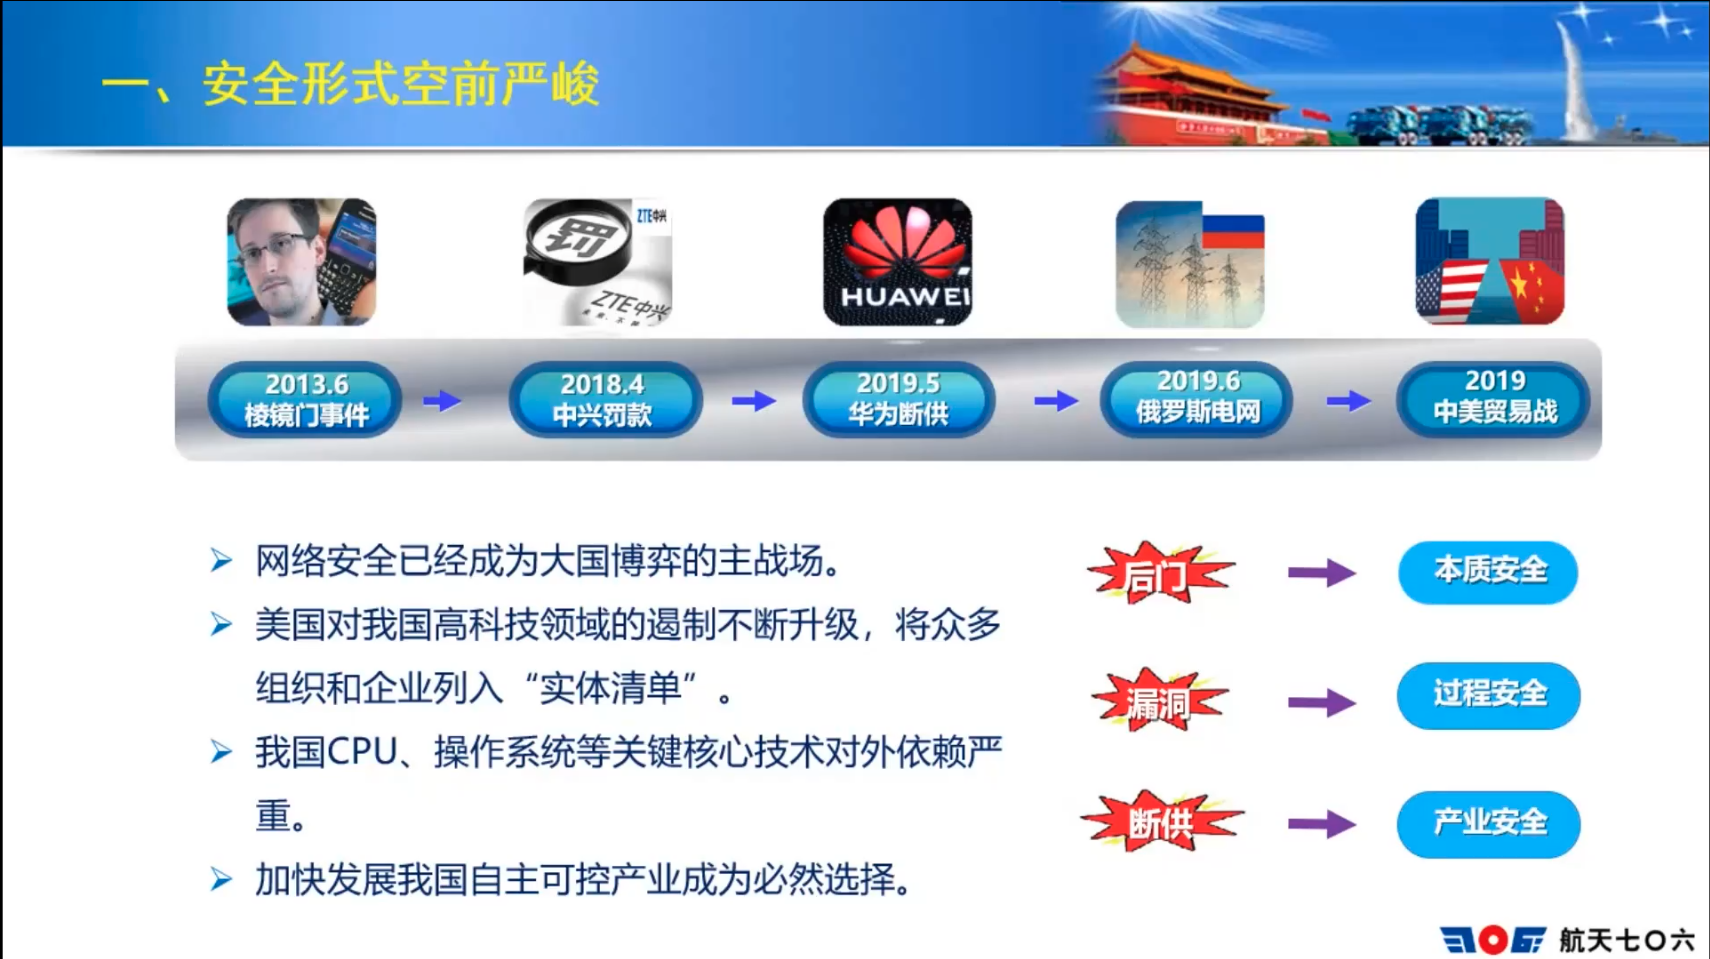 一、安全形式空前严峻
罚
ZTE中兴
ZTE中兴
HUAWEI
2013.6
棱镜门事件
2018.4
中兴罚款
2019.5
华为断供
2019.6
俄罗斯电网
2019
中美贸易战
网络安全已经成为大国博弈的主战场。
美国对我国高科技领域的遏制不断升级，将众多
组织和企业列入“实体清单”。
我国CPU、操作系统等关键核心技术对外依赖严
重。
加快发展我国自主可控产业成为必然选择。
后门
本质安全
漏洞
过程安全
断供
产业安全
706 航天七〇六